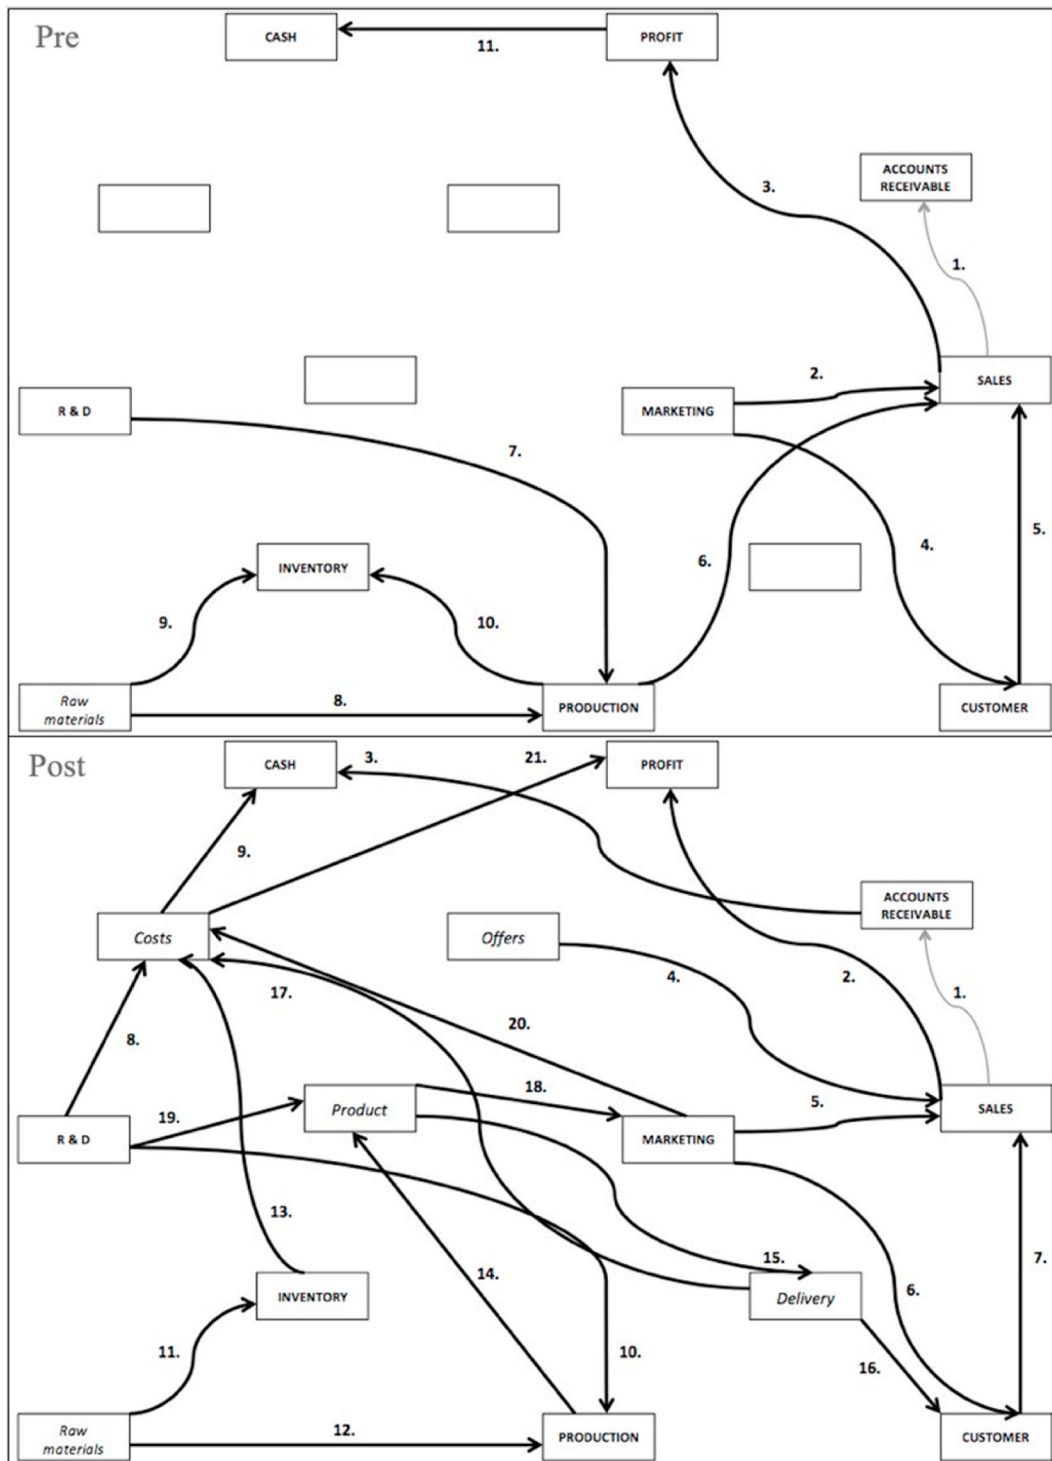 Pre
CASH
11.
PROFIT
3.
ACCOUNTS
RECEIVABLE
1.
2.
SALES
R & D
MARKETING
7.
4.
5.
6.
INVENTORY
9.
10.
Raw
materials
8.
PRODUCTION
CUSTOMER
Post
CASH
3.
21.
PROFIT
9.
ACCOUNTS
RECEIVABLE
Costs
Offers
17.
4.
2.
1.
8.
20.
18.
5.
SALES
19.
Product
R & D
MARKETING
13.
14.
15.
7.
INVENTORY
Delivery
6.
11.
10.
16.
Raw
materials
12.
PRODUCTION
CUSTOMER